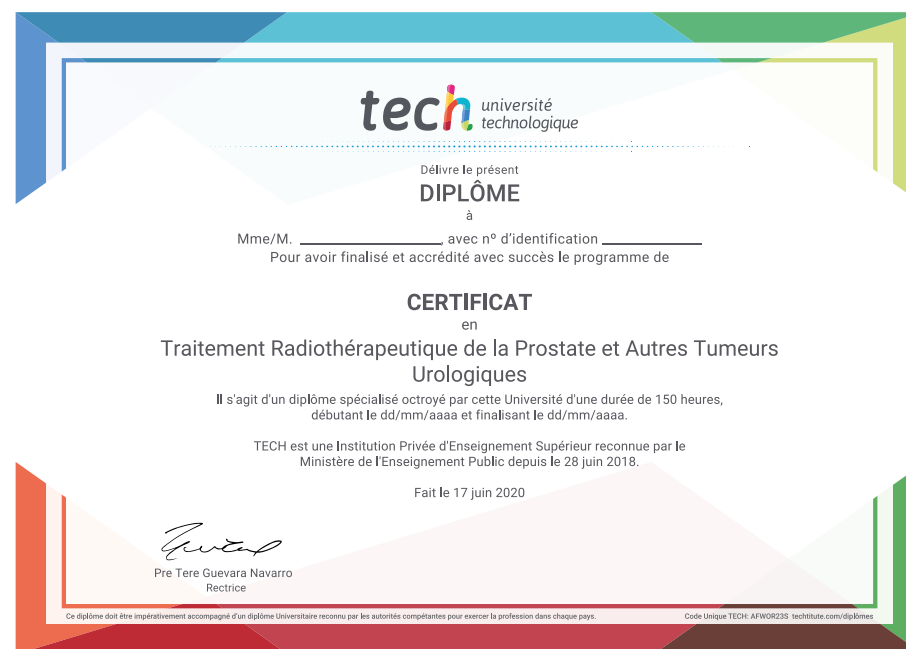 tech université
technologique
Délivre le présent
DIPLÔME
à
Mme/M. ____________________, avec nº d'identification ______________
Pour avoir finalisé et accrédité avec succès le programme de
CERTIFICAT
en
Traitement Radiothérapeutique de la Prostate et Autres Tumeurs
Urologiques
Il s'agit d'un diplôme spécialisé octroyé par cette Université d'une durée de 150 heures,
débutant le dd/mm/aaaa et finalisant le dd/mm/aaaa.
TECH est une Institution Privée d'Enseignement Supérieur reconnue par le
Ministère de l'Enseignement Public depuis le 28 juin 2018.
Fait le 17 juin 2020
Pre Tere Guevara Navarro
Rectrice
Ce diplôme doit être impérativement accompagné d'un diplôme Universitaire reconnu par les autorités compétantes pour exercer la profession dans chaque pays.
Code Unique TECH: AFWOR23S techtitute.com/diplômes